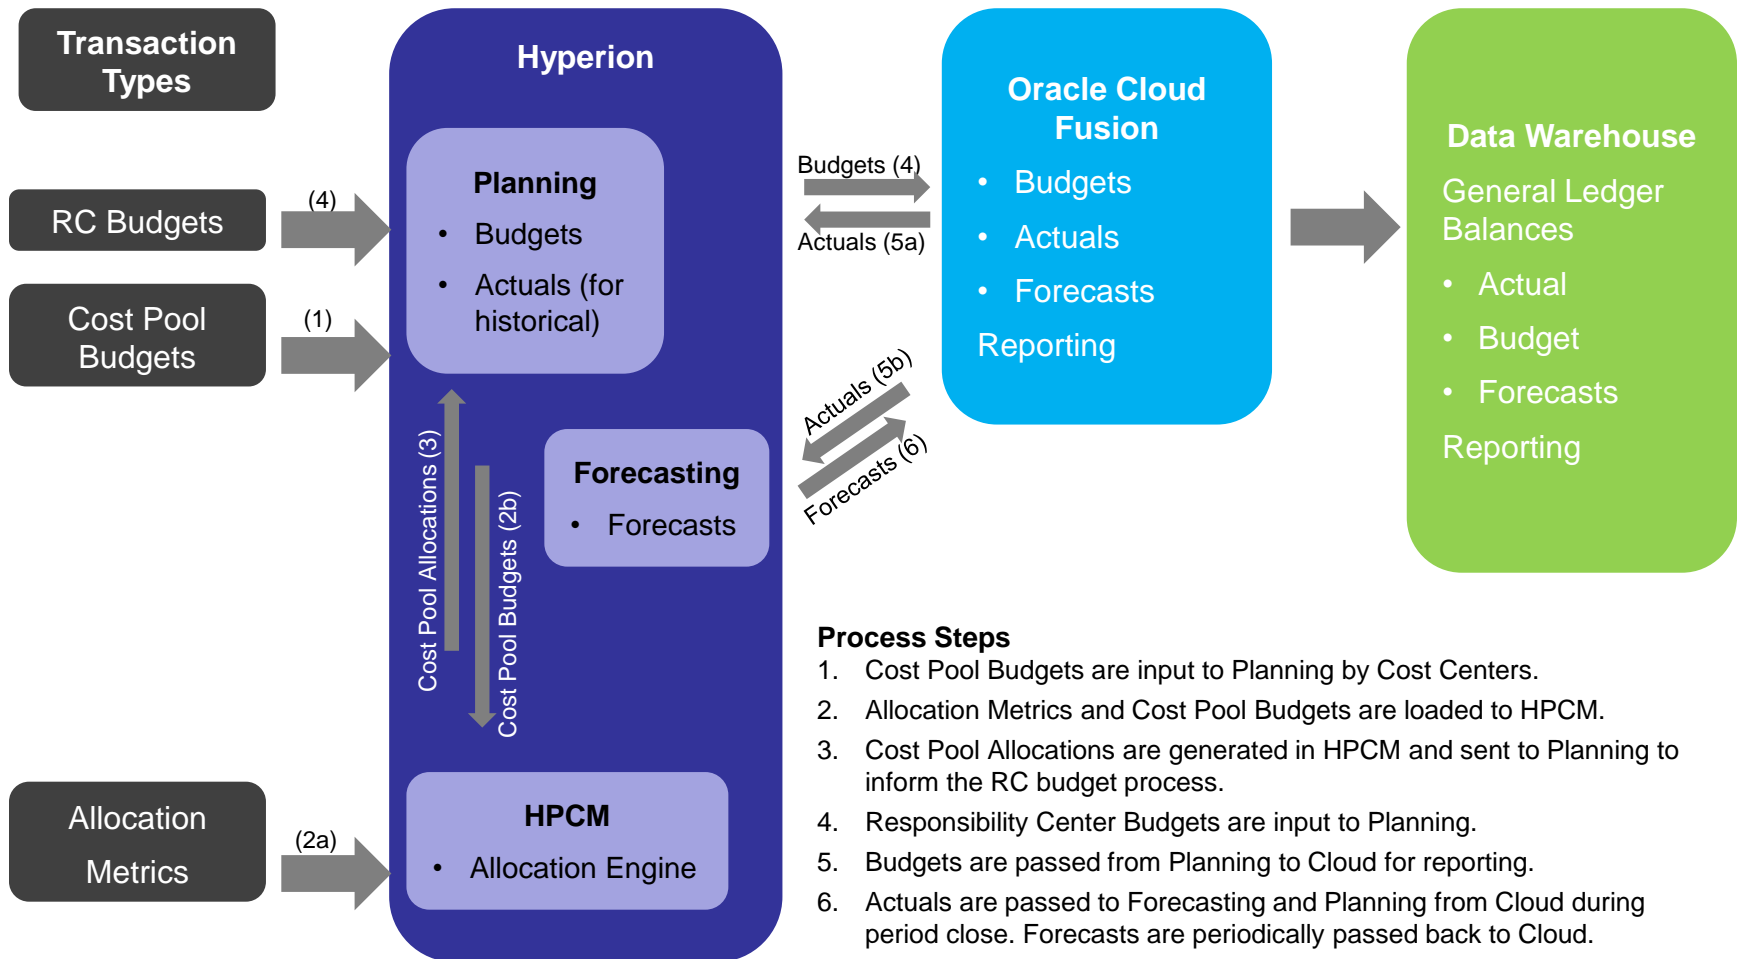 Transaction
Types
RC Budgets
Cost Pool
Budgets
Allocation
Metrics
(4)
(1)
(2a)
Hyperion
Planning
• Budgets
• Actuals (for
historical)
Cost Pool Allocations (3)
Cost Pool Budgets (2b)
Forecasting
• Forecasts
HPCM
• Allocation Engine
Budgets (4)
Actuals (5a)
Actuals (5b)
Forecasts (6)
Oracle Cloud
Fusion
• Budgets
• Actuals
• Forecasts
Reporting
Data Warehouse
General Ledger
Balances
• Actual
• Budget
• Forecasts
Reporting
Process Steps
1. Cost Pool Budgets are input to Planning by Cost Centers.
2. Allocation Metrics and Cost Pool Budgets are loaded to HPCM.
3. Cost Pool Allocations are generated in HPCM and sent to Planning to
inform the RC budget process.
4. Responsibility Center Budgets are input to Planning.
5. Budgets are passed from Planning to Cloud for reporting.
6. Actuals are passed to Forecasting and Planning from Cloud during
period close. Forecasts are periodically passed back to Cloud.